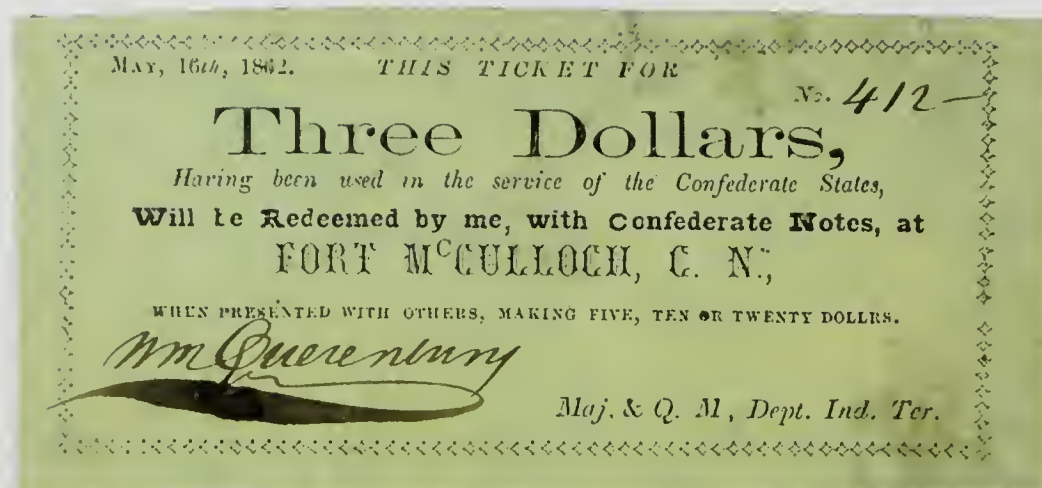 May, 16th, 1862. THIS TICKET FOR
No. 412
Three Dollars,
Having been used in the service of the Confederate States,
Will be Redeemed by me, with Confederate Notes, at
FORT McCULLOCH, C. N.,
WHEN PRESENTED WITH OTHERS, MAKING FIVE, TEN OR TWENTY DOLLRS.
Wm Quesenbury
Maj. & Q. M, Dept. Ind. Ter.